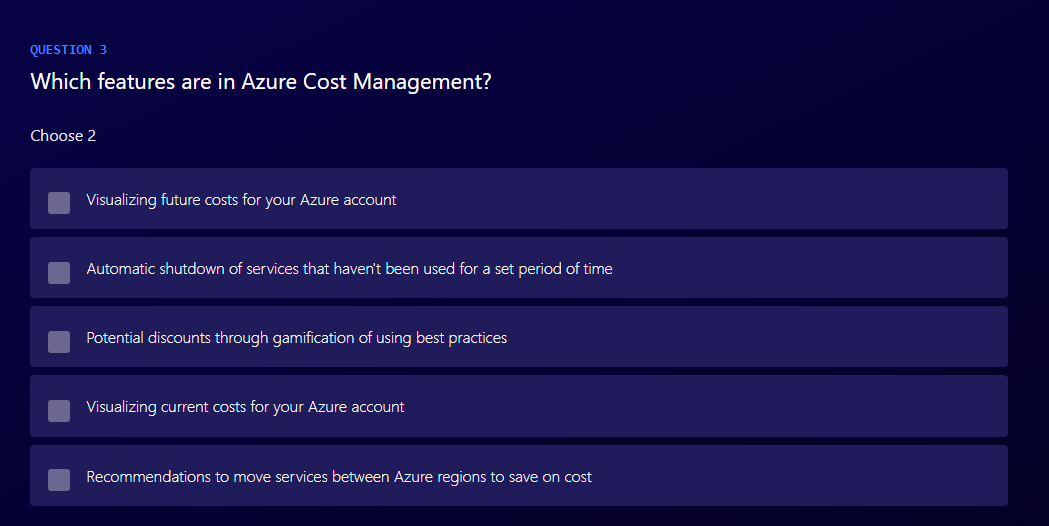 QUESTION 3
Which features are in Azure Cost Management?
Choose 2
Visualizing future costs for your Azure account
Automatic shutdown of services that haven't been used for a set period of time
Potential discounts through gamification of using best practices
Visualizing current costs for your Azure account
Recommendations to move services between Azure regions to save on cost